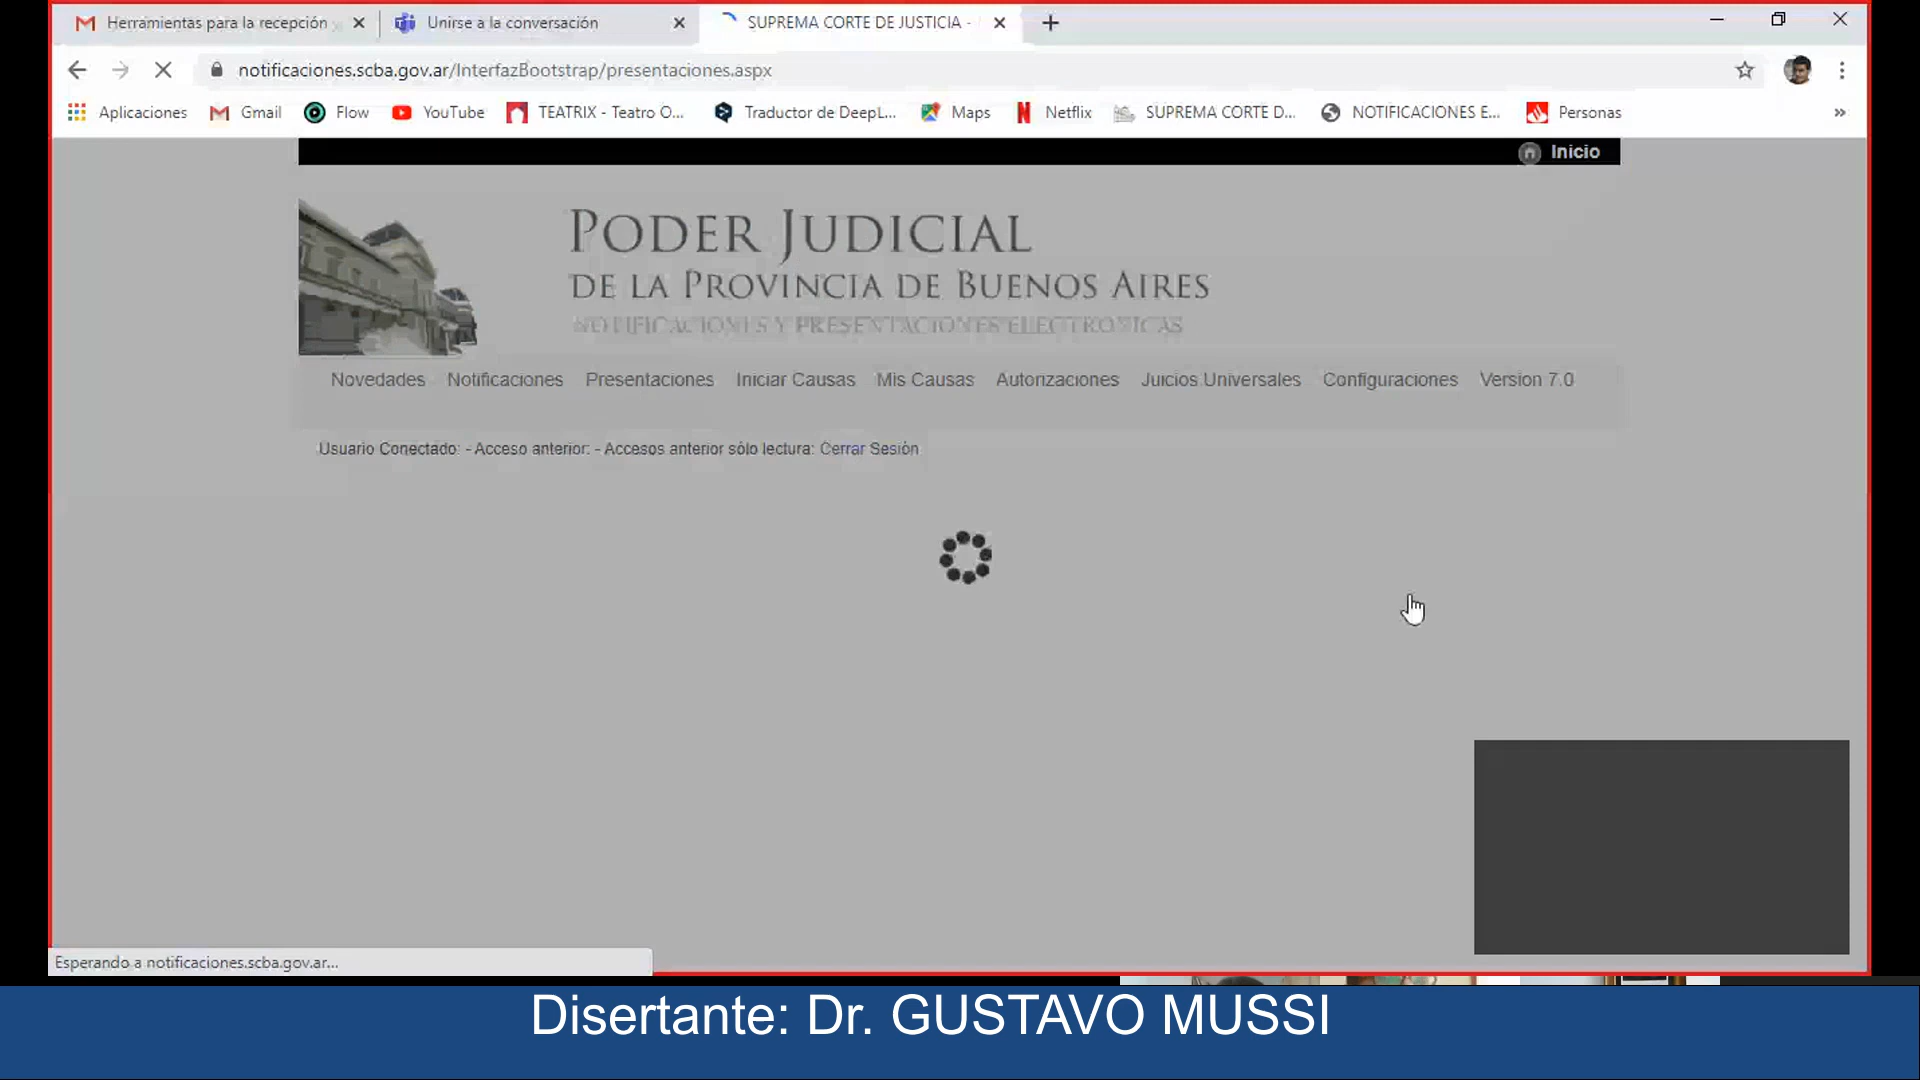 Herramientas para la recepción
Unirse a la conversación
SUPREMA CORTE DE JUSTICIA -
notificaciones.scba.gov.ar/InterfazBootstrap/presentaciones.aspx
Aplicaciones
Gmail
Flow
YouTube
TEATRIX - Teatro O...
Traductor de DeepL...
Maps
Netflix
SUPREMA CORTE D...
NOTIFICACIONES E...
Personas
»
Inicio
PODER JUDICIAL
DE LA PROVINCIA DE BUENOS AIRES
NOTIFICACIONES Y PRESENTACIONES ELECTRONICAS
Novedades Notificaciones Presentaciones Iniciar Causas Mis Causas Autorizaciones Juicios Universales Configuraciones Version 7.0
Usuario Conectado: - Acceso anterior: - Accesos anterior sólo lectura: Cerrar Sesión
Esperando a notificaciones.scba.gov.ar...
Disertante: Dr. GUSTAVO MUSSI